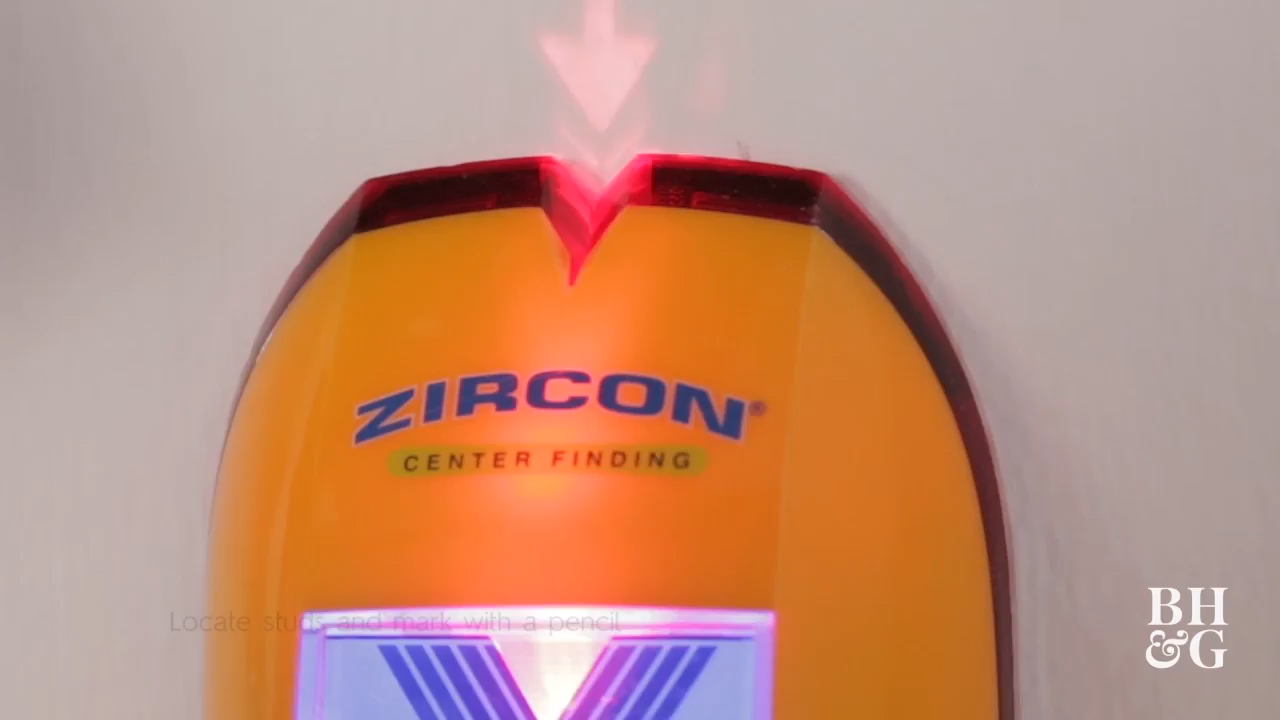 ZIRCON®
CENTER FINDING
Locate studs and mark with a pencil
BH
&G